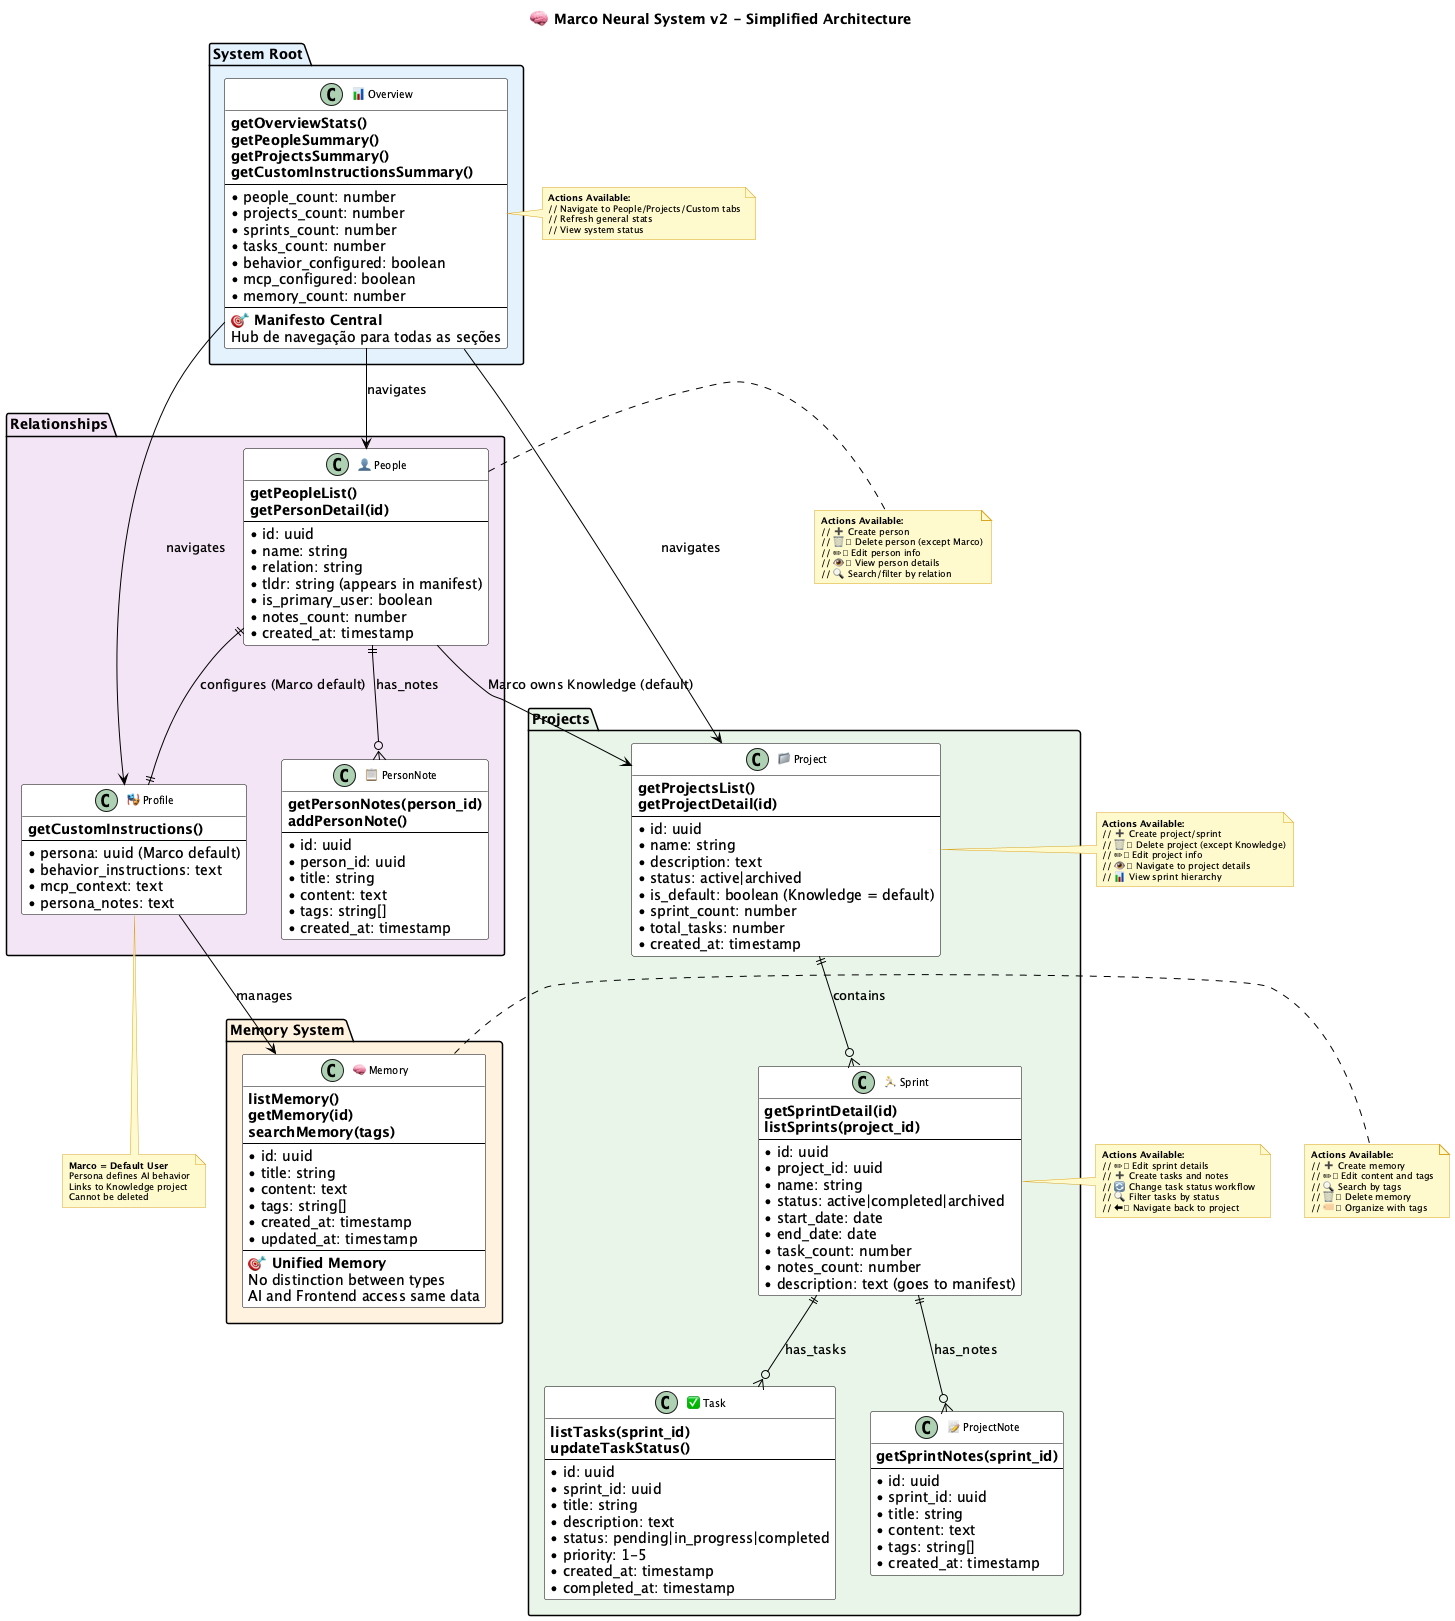 🧠 Marco Neural System v2 - Simplified Architecture
System Root
C 📊 Overview
getOverviewStats()
getPeopleSummary()
getProjectsSummary()
getCustomInstructionsSummary()
• people_count: number
• projects_count: number
• sprints_count: number
• tasks_count: number
• behavior_configured: boolean
• mcp_configured: boolean
• memory_count: number
🎯 Manifesto Central
Hub de navegação para todas as seções
Actions Available:
// Navigate to People/Projects/Custom tabs
// Refresh general stats
// View system status
navigates
navigates
navigates
Relationships
C 👤 People
getPeopleList()
getPersonDetail(id)
• id: uuid
• name: string
• relation: string
• tldr: string (appears in manifest)
• is_primary_user: boolean
• notes_count: number
• created_at: timestamp
Actions Available:
// ➕ Create person
// 🗑️ Delete person (except Marco)
// ✏️ Edit person info
// 👁️ View person details
// 🔍 Search/filter by relation
configures (Marco default)
has_notes
Marco owns Knowledge (default)
C 🎭 Profile
getCustomInstructions()
• persona: uuid (Marco default)
• behavior_instructions: text
• mcp_context: text
• persona_notes: text
C 📋 PersonNote
getPersonNotes(person_id)
addPersonNote()
• id: uuid
• person_id: uuid
• title: string
• content: text
• tags: string[]
• created_at: timestamp
Projects
C 📁 Project
getProjectsList()
getProjectDetail(id)
• id: uuid
• name: string
• description: text
• status: active|archived
• is_default: boolean (Knowledge = default)
• sprint_count: number
• total_tasks: number
• created_at: timestamp
Actions Available:
// ➕ Create project/sprint
// 🗑️ Delete project (except Knowledge)
// ✏️ Edit project info
// 👁️ Navigate to project details
// 📊 View sprint hierarchy
manages
contains
Memory System
C 🧠 Memory
listMemory()
getMemory(id)
searchMemory(tags)
• id: uuid
• title: string
• content: text
• tags: string[]
• created_at: timestamp
• updated_at: timestamp
🎯 Unified Memory
No distinction between types
AI and Frontend access same data
Marco = Default User
Persona defines AI behavior
Links to Knowledge project
Cannot be deleted
C 🏃 Sprint
getSprintDetail(id)
listSprints(project_id)
• id: uuid
• project_id: uuid
• name: string
• status: active|completed|archived
• start_date: date
• end_date: date
• task_count: number
• notes_count: number
• description: text (goes to manifest)
Actions Available:
// ✏️ Edit sprint details
// ➕ Create tasks and notes
// 🔄 Change task status workflow
// 🔍 Filter tasks by status
// ⬅️ Navigate back to project
Actions Available:
// ➕ Create memory
// ✏️ Edit content and tags
// 🔍 Search by tags
// 🗑️ Delete memory
// 🏷️ Organize with tags
has_tasks
has_notes
C ✅ Task
listTasks(sprint_id)
updateTaskStatus()
• id: uuid
• sprint_id: uuid
• title: string
• description: text
• status: pending|in_progress|completed
• priority: 1-5
• created_at: timestamp
• completed_at: timestamp
C 📝 ProjectNote
getSprintNotes(sprint_id)
• id: uuid
• sprint_id: uuid
• title: string
• content: text
• tags: string[]
• created_at: timestamp